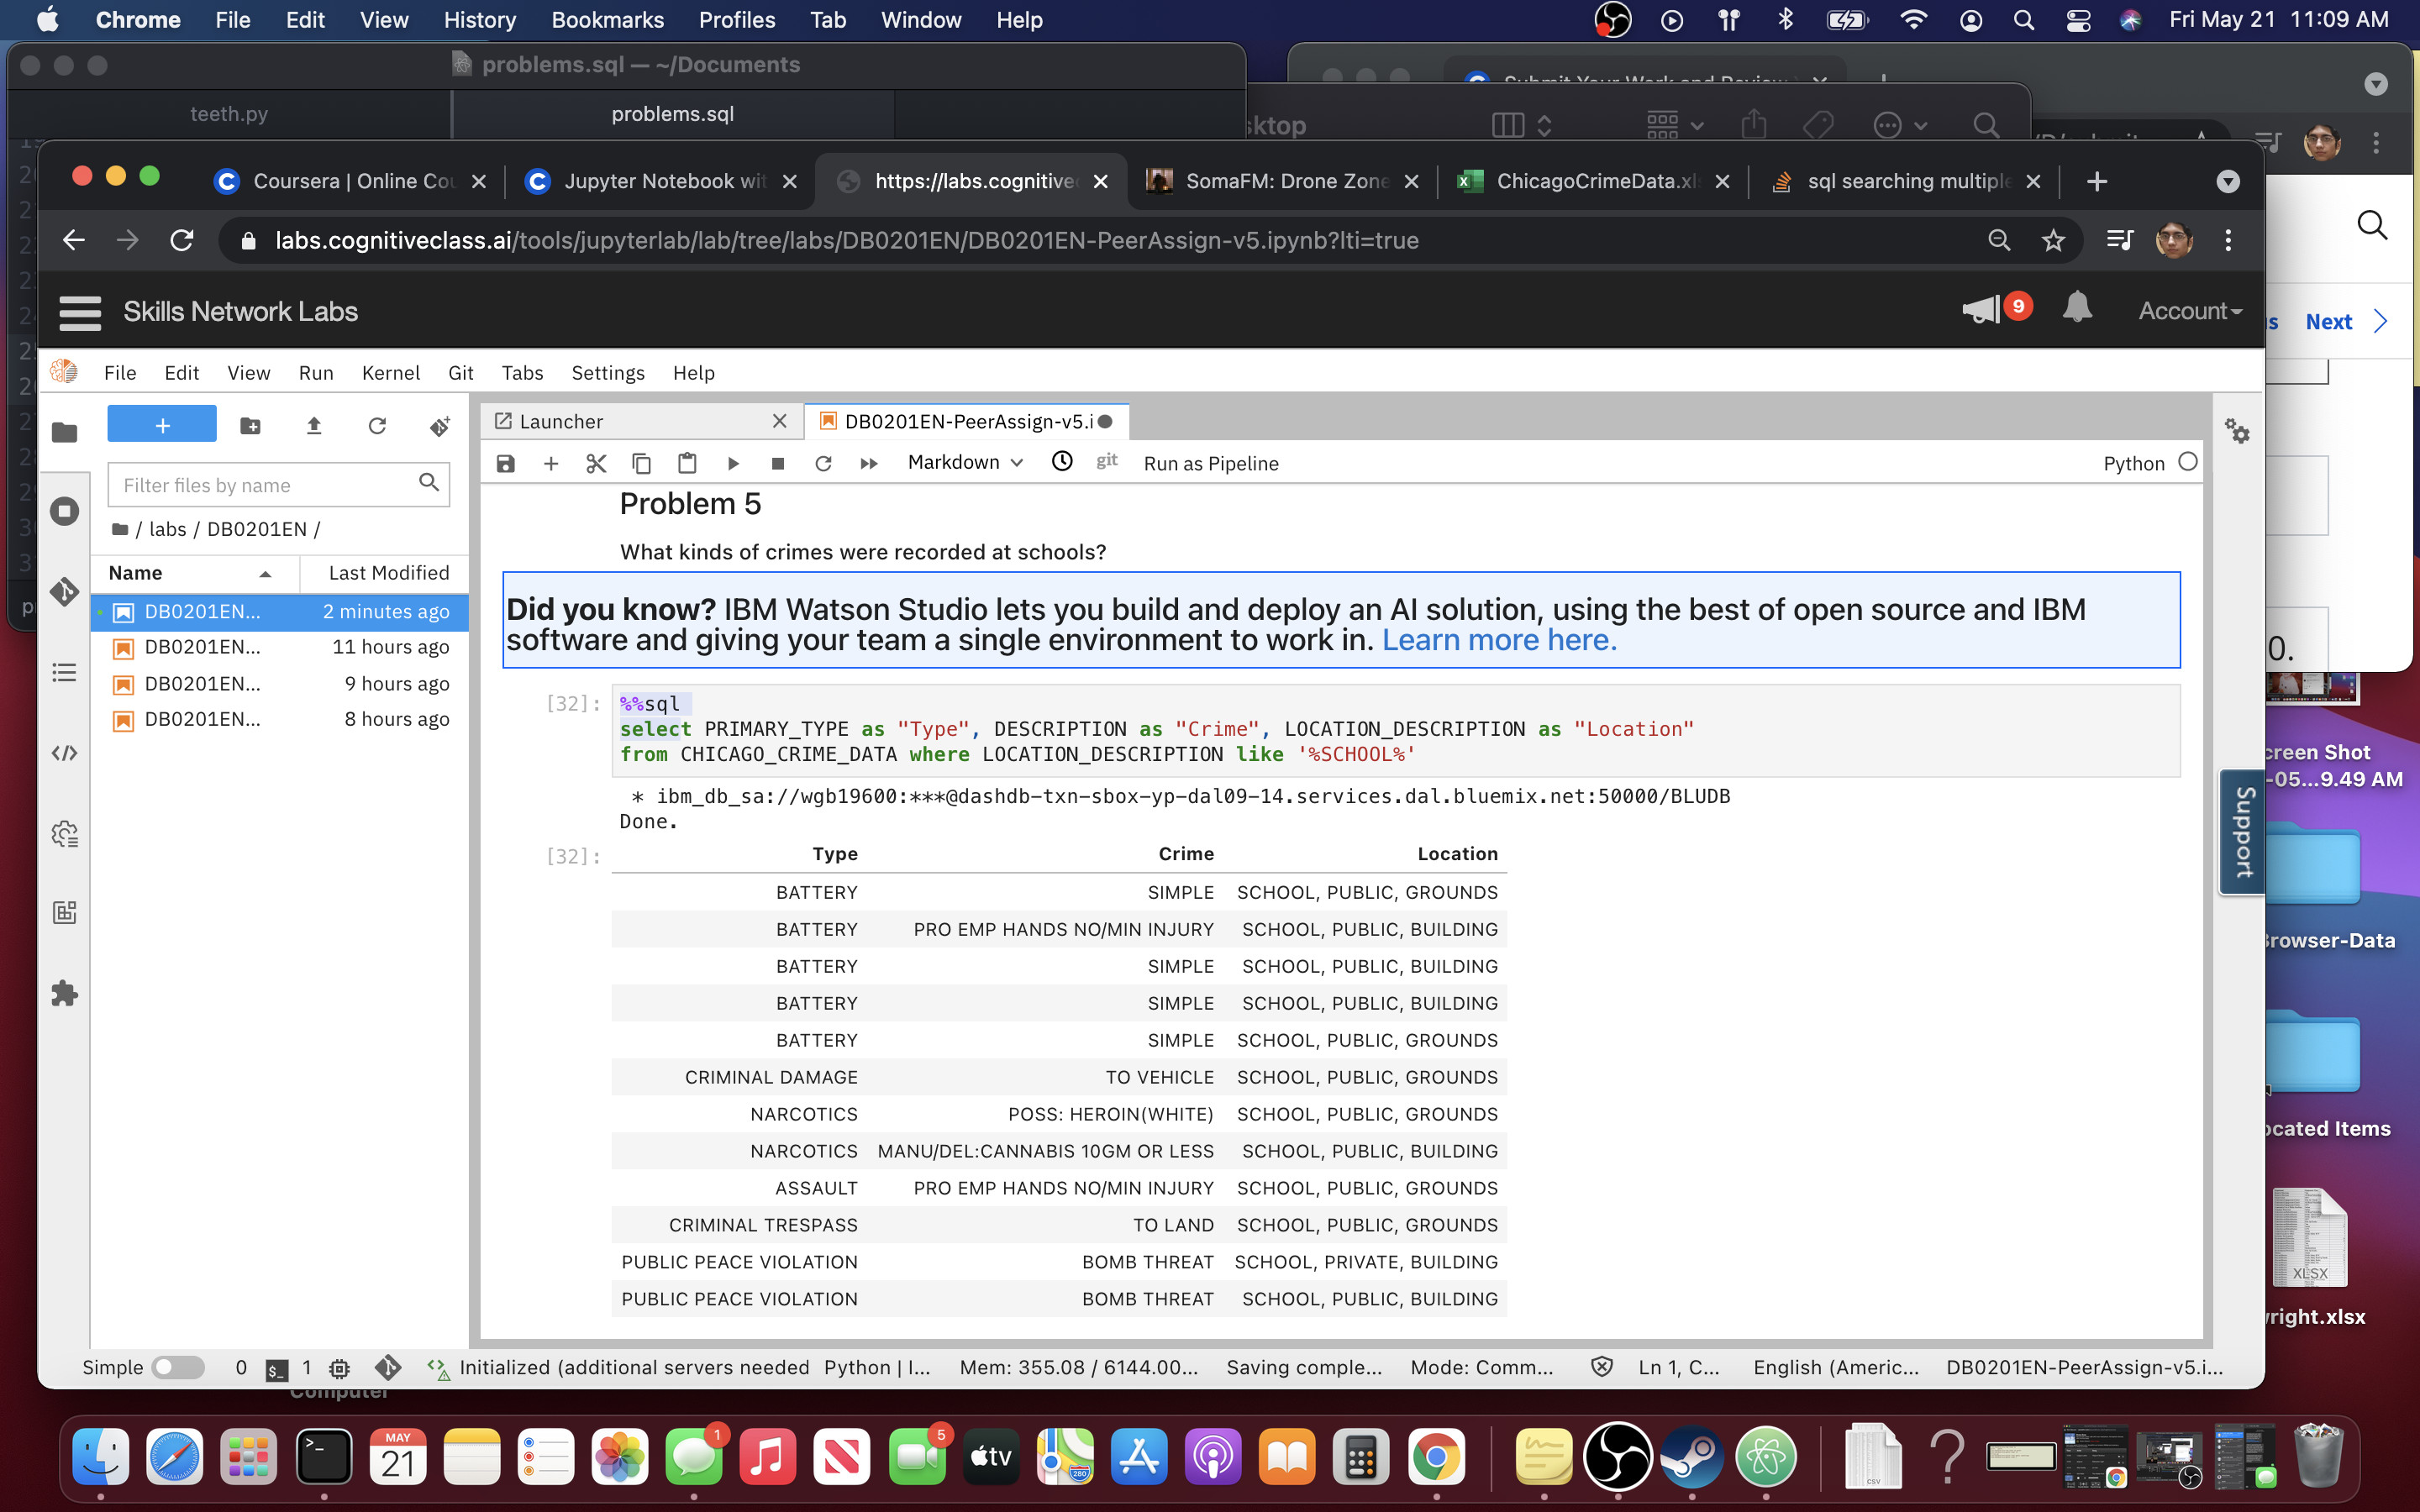 Chrome File Edit View History Bookmarks Profiles Tab Window Help Fri May 21 11:09 AM
problems.sql — ~/Documents
teeth.py problems.sql
Submit Your Work and Review
sktop
Coursera | Online Cou Jupyter Notebook wit https://labs.cognitive SomaFM: Drone Zone ChicagoCrimeData.xl sql searching multiple
labs.cognitiveclass.ai/tools/jupyterlab/lab/tree/labs/DB0201EN/DB0201EN-PeerAssign-v5.ipynb?lti=true
Skills Network Labs 9 Account
Next
File Edit View Run Kernel Git Tabs Settings Help
+ Launcher DB0201EN-PeerAssign-v5.i
Markdown git Run as Pipeline Python
Filter files by name
/ labs / DB0201EN /
Name Last Modified
DB0201EN... 2 minutes ago
DB0201EN... 11 hours ago
DB0201EN... 9 hours ago
DB0201EN... 8 hours ago
Problem 5
What kinds of crimes were recorded at schools?
Did you know? IBM Watson Studio lets you build and deploy an AI solution, using the best of open source and IBM
software and giving your team a single environment to work in. Learn more here.
[32]: %%sql
select PRIMARY_TYPE as "Type", DESCRIPTION as "Crime", LOCATION_DESCRIPTION as "Location"
from CHICAGO_CRIME_DATA where LOCATION_DESCRIPTION like '%SCHOOL%'
* ibm_db_sa://wgb19600:***@dashdb-txn-sbox-yp-dal09-14.services.dal.bluemix.net:50000/BLUDB
Done.
[32]: Type Crime Location
BATTERY SIMPLE SCHOOL, PUBLIC, GROUNDS
BATTERY PRO EMP HANDS NO/MIN INJURY SCHOOL, PUBLIC, BUILDING
BATTERY SIMPLE SCHOOL, PUBLIC, BUILDING
BATTERY SIMPLE SCHOOL, PUBLIC, BUILDING
BATTERY SIMPLE SCHOOL, PUBLIC, GROUNDS
CRIMINAL DAMAGE TO VEHICLE SCHOOL, PUBLIC, GROUNDS
NARCOTICS POSS: HEROIN(WHITE) SCHOOL, PUBLIC, GROUNDS
NARCOTICS MANU/DEL:CANNABIS 10GM OR LESS SCHOOL, PUBLIC, BUILDING
ASSAULT PRO EMP HANDS NO/MIN INJURY SCHOOL, PUBLIC, GROUNDS
CRIMINAL TRESPASS TO LAND SCHOOL, PUBLIC, GROUNDS
PUBLIC PEACE VIOLATION BOMB THREAT SCHOOL, PRIVATE, BUILDING
PUBLIC PEACE VIOLATION BOMB THREAT SCHOOL, PUBLIC, BUILDING
Support
0.
creen Shot
-05...9.49 AM
Browser-Data
ocated Items
XLSX
right.xlsx
Simple 0 $_ 1 Initialized (additional servers needed Python | I... Mem: 355.08 / 6144.00... Saving comple... Mode: Comm... Ln 1, C... English (Americ... DB0201EN-PeerAssign-v5.i...
Computer
MAY
21
1
5
tv
280
CSV